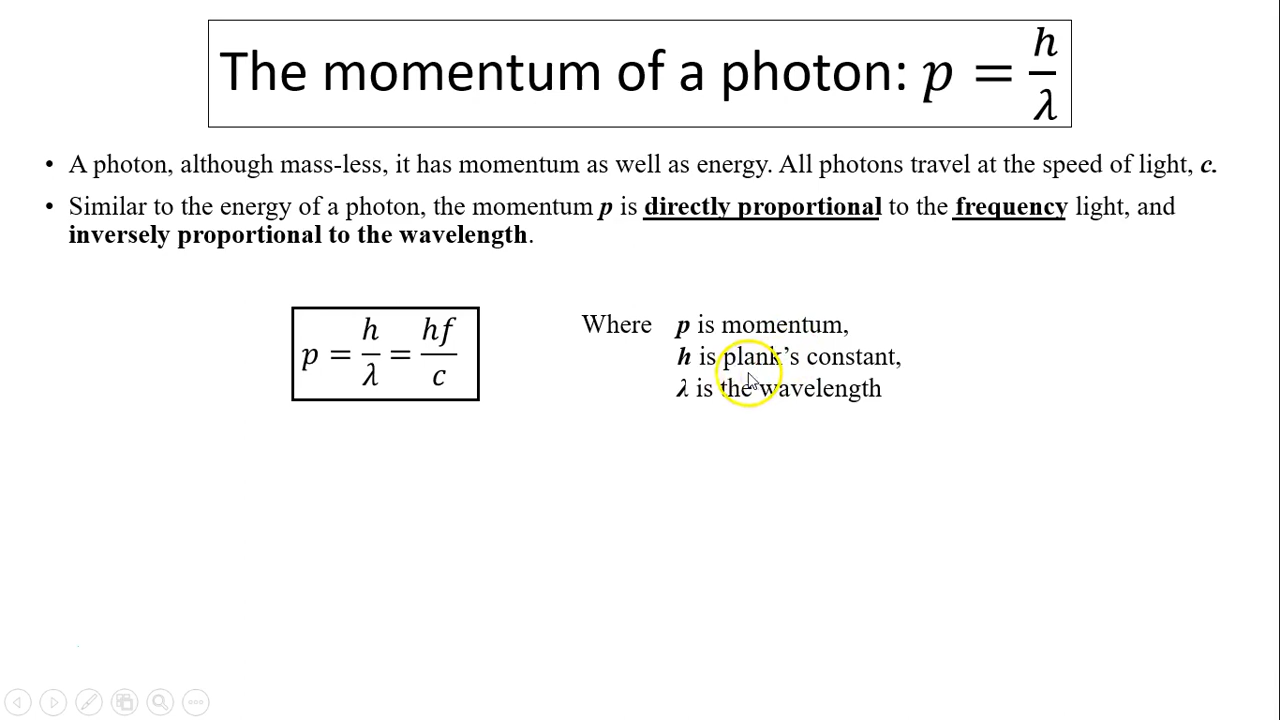 The momentum of a photon: p = h/λ
• A photon, although mass-less, it has momentum as well as energy. All photons travel at the speed of light, c.
• Similar to the energy of a photon, the momentum p is directly proportional to the frequency light, and
inversely proportional to the wavelength.
p = h/λ = hf/c
Where p is momentum,
h is plank’s constant,
λ is the wavelength